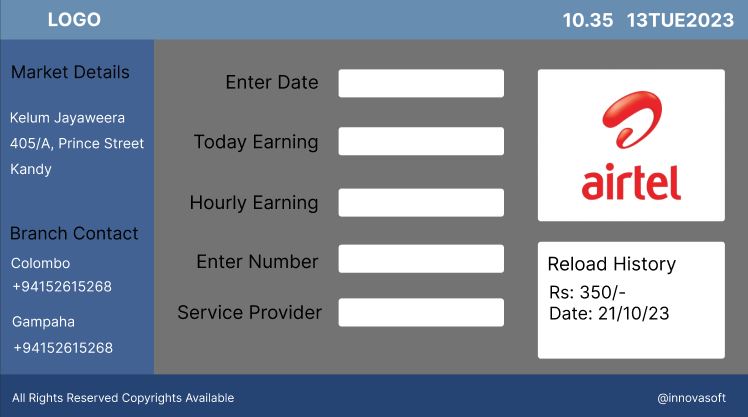 LOGO
10.35 13TUE2023
Market Details
Kelum Jayaweera
405/A, Prince Street
Kandy
Branch Contact
Colombo
+94152615268
Gampaha
+94152615268
Enter Date
Today Earning
Hourly Earning
Enter Number
Service Provider
airtel
Reload History
Rs: 350/-
Date: 21/10/23
All Rights Reserved Copyrights Available
@innovasoft